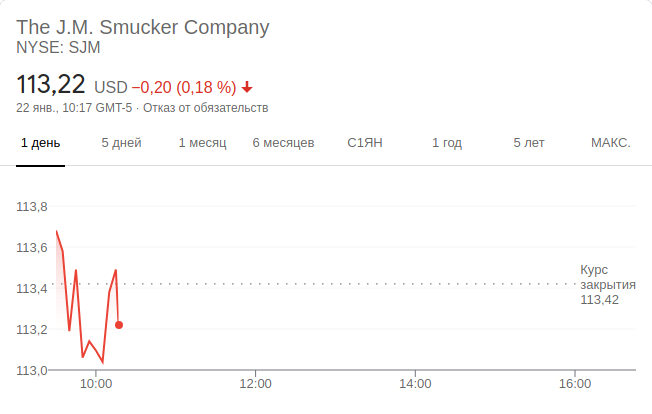 The J.M. Smucker Company
NYSE: SJM
113,22 USD −0,20 (0,18 %)
22 янв., 10:17 GMT-5 · Отказ от обязательств
1 день 5 дней 1 месяц 6 месяцев С1ЯН 1 год 5 лет МАКС.
113,8
113,6
113,4
113,2
113,0
Курс
закрытия
113,42
10:00 12:00 14:00 16:00